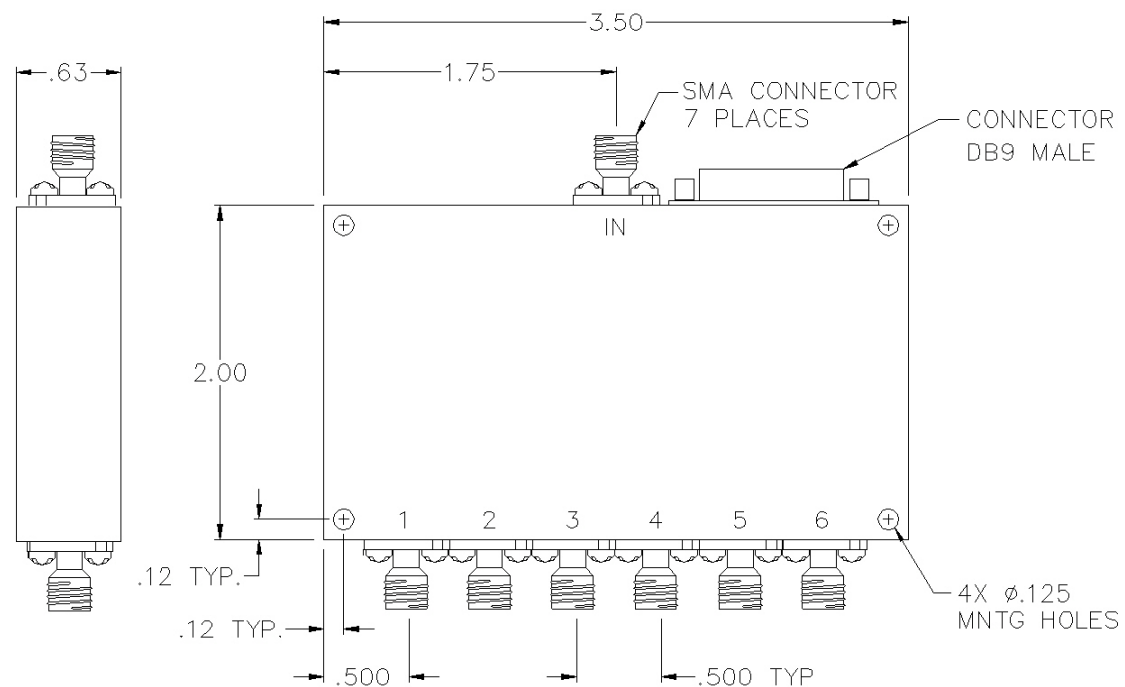 3.50
.63
1.75
SMA CONNECTOR
7 PLACES
CONNECTOR
DB9 MALE
IN
2.00
1 2 3 4 5 6
.12 TYP.
4X ⌀.125
MNTG HOLES
.12 TYP.
.500
.500 TYP